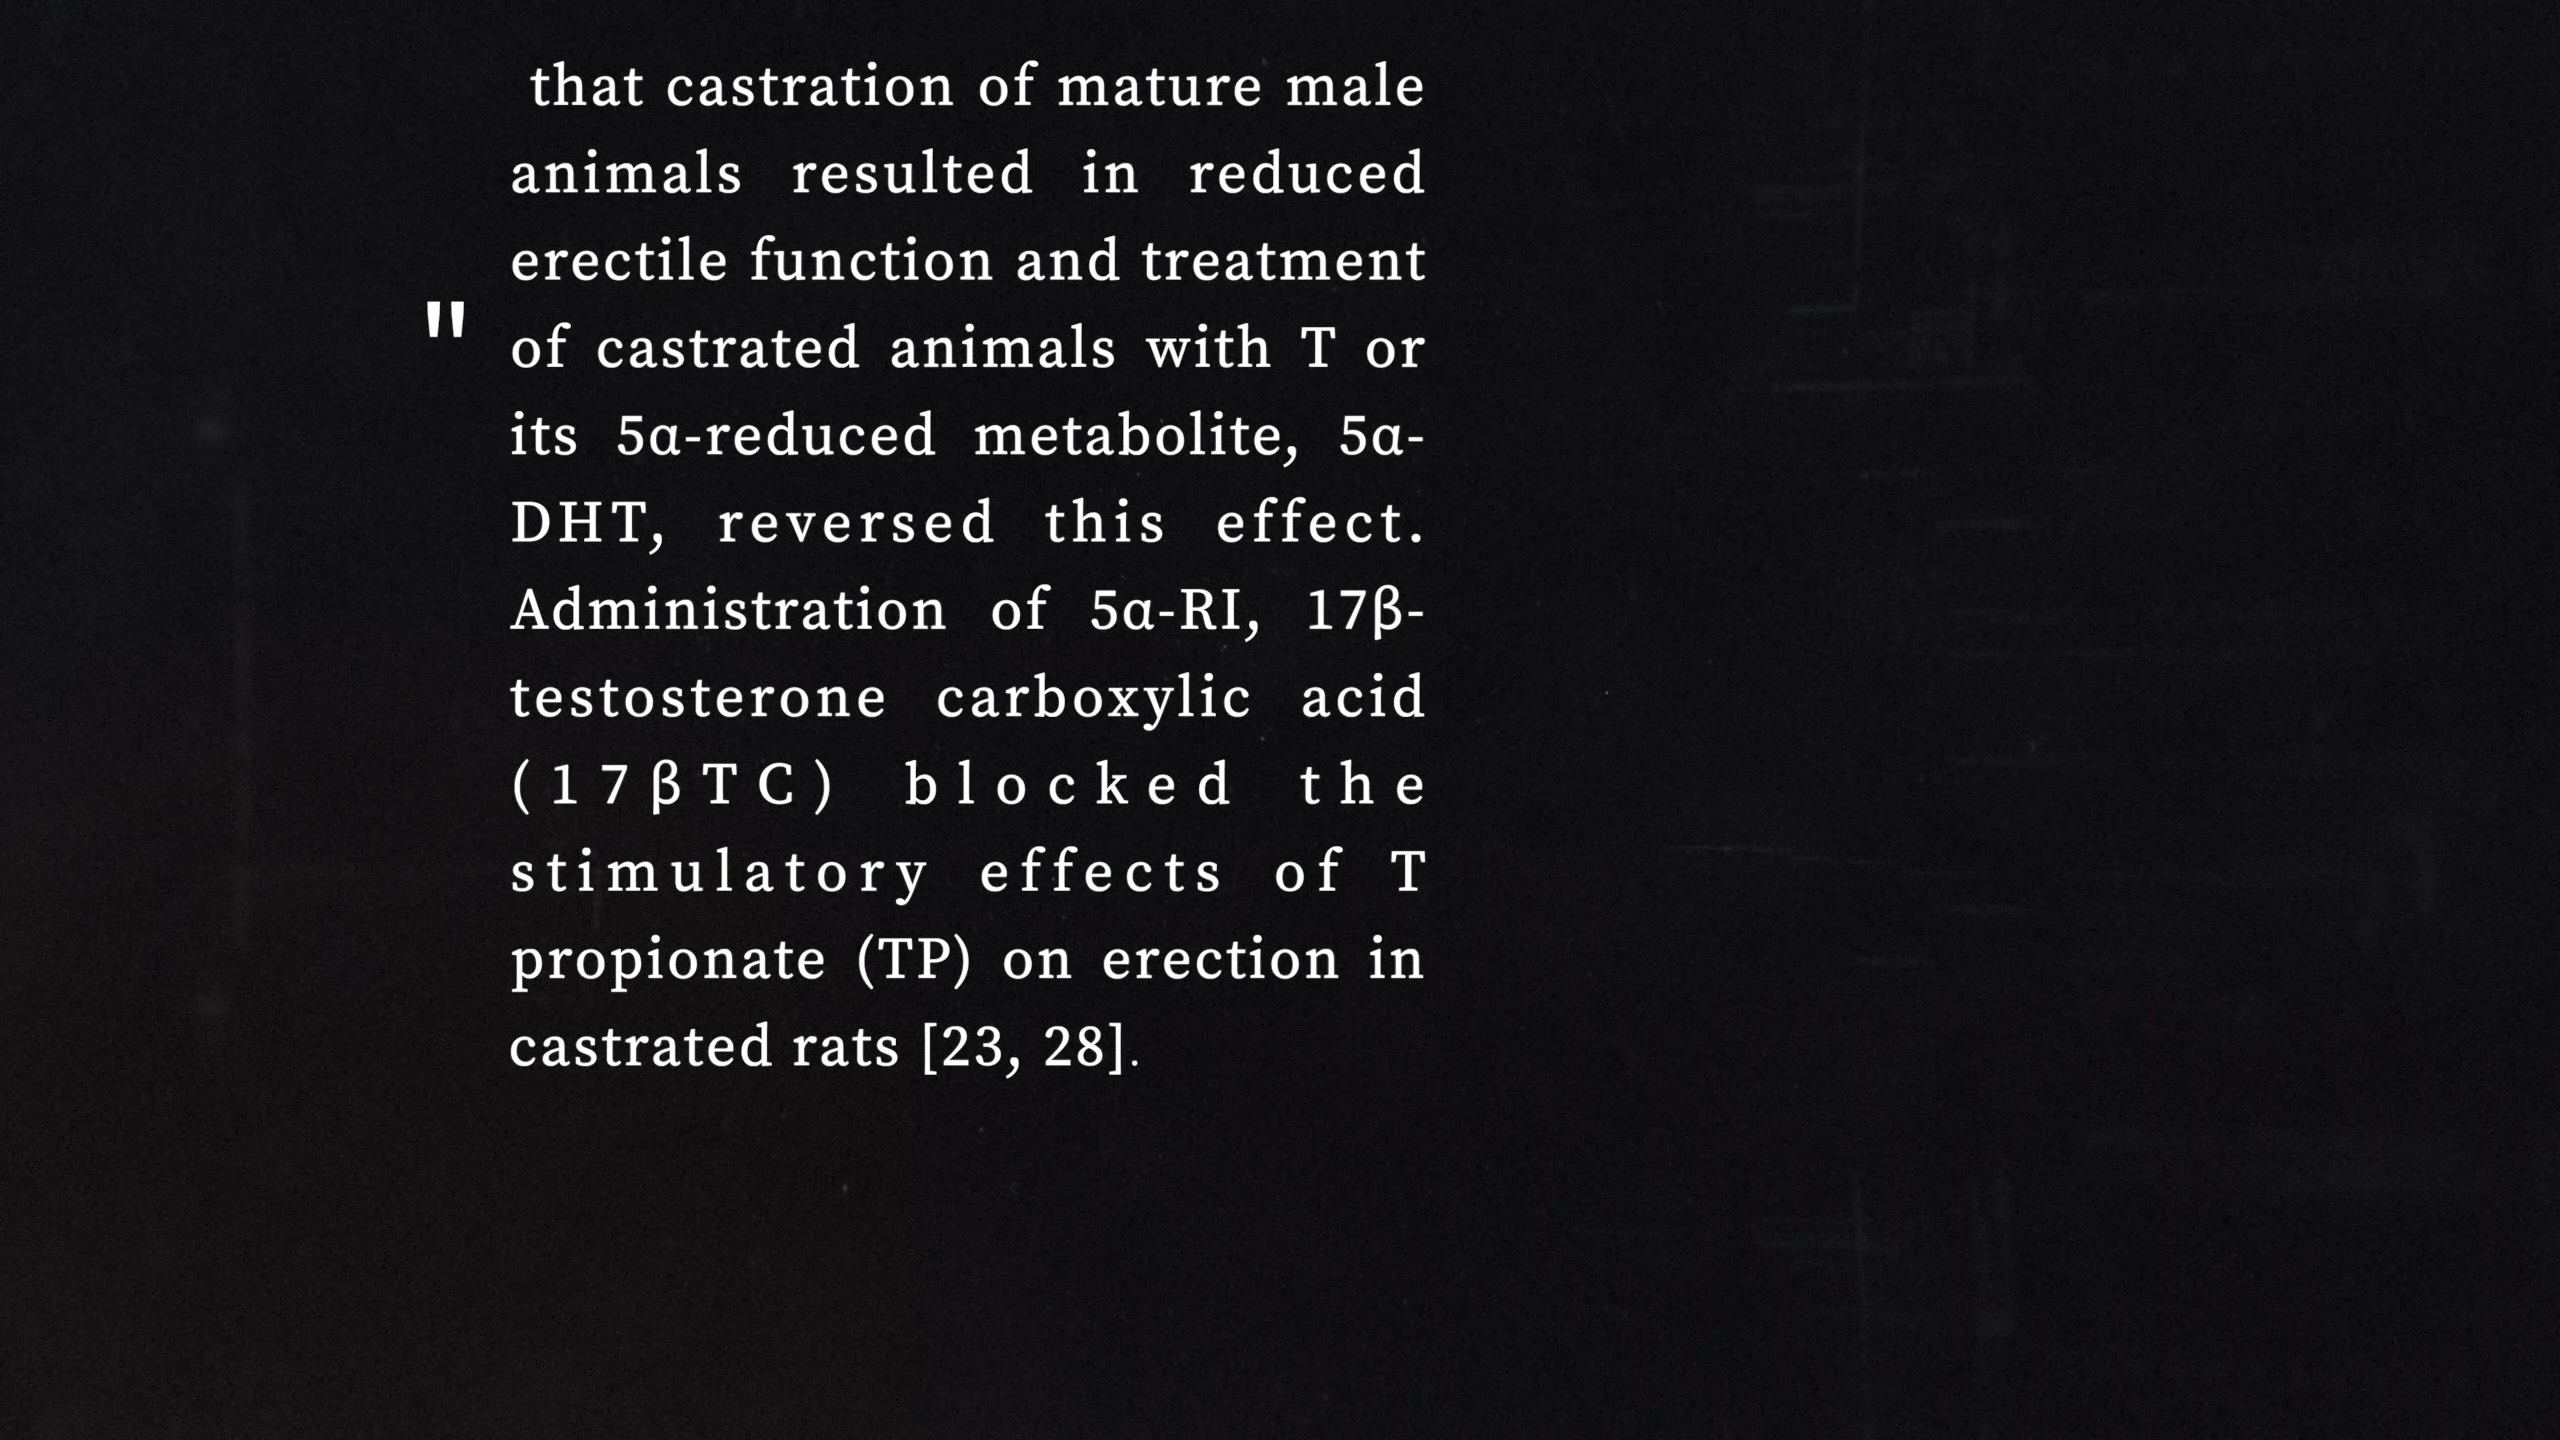 that castration of mature male
animals resulted in reduced
erectile function and treatment
"
of castrated animals with T or
its 5α-reduced metabolite, 5α-
DHT, reversed this effect.
Administration of 5α-RI, 17β-
testosterone carboxylic acid
(17βTC) blocked the
stimulatory effects of T
propionate (TP) on erection in
castrated rats [23, 28].